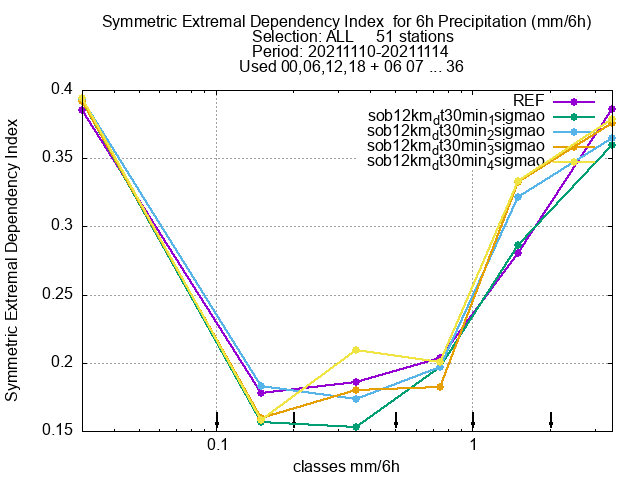 Symmetric Extremal Dependency Index  for 6h Precipitation (mm/6h)
Selection: ALL     51 stations
Period: 20211110-20211114
Used 00,06,12,18 + 06 07 ... 36
REF
sob12km_dt30min_1sigmao
sob12km_dt30min_2sigmao
sob12km_dt30min_3sigmao
sob12km_dt30min_4sigmao
Symmetric Extremal Dependency Index
0.4
0.35
0.3
0.25
0.2
0.15
0.1
1
classes mm/6h